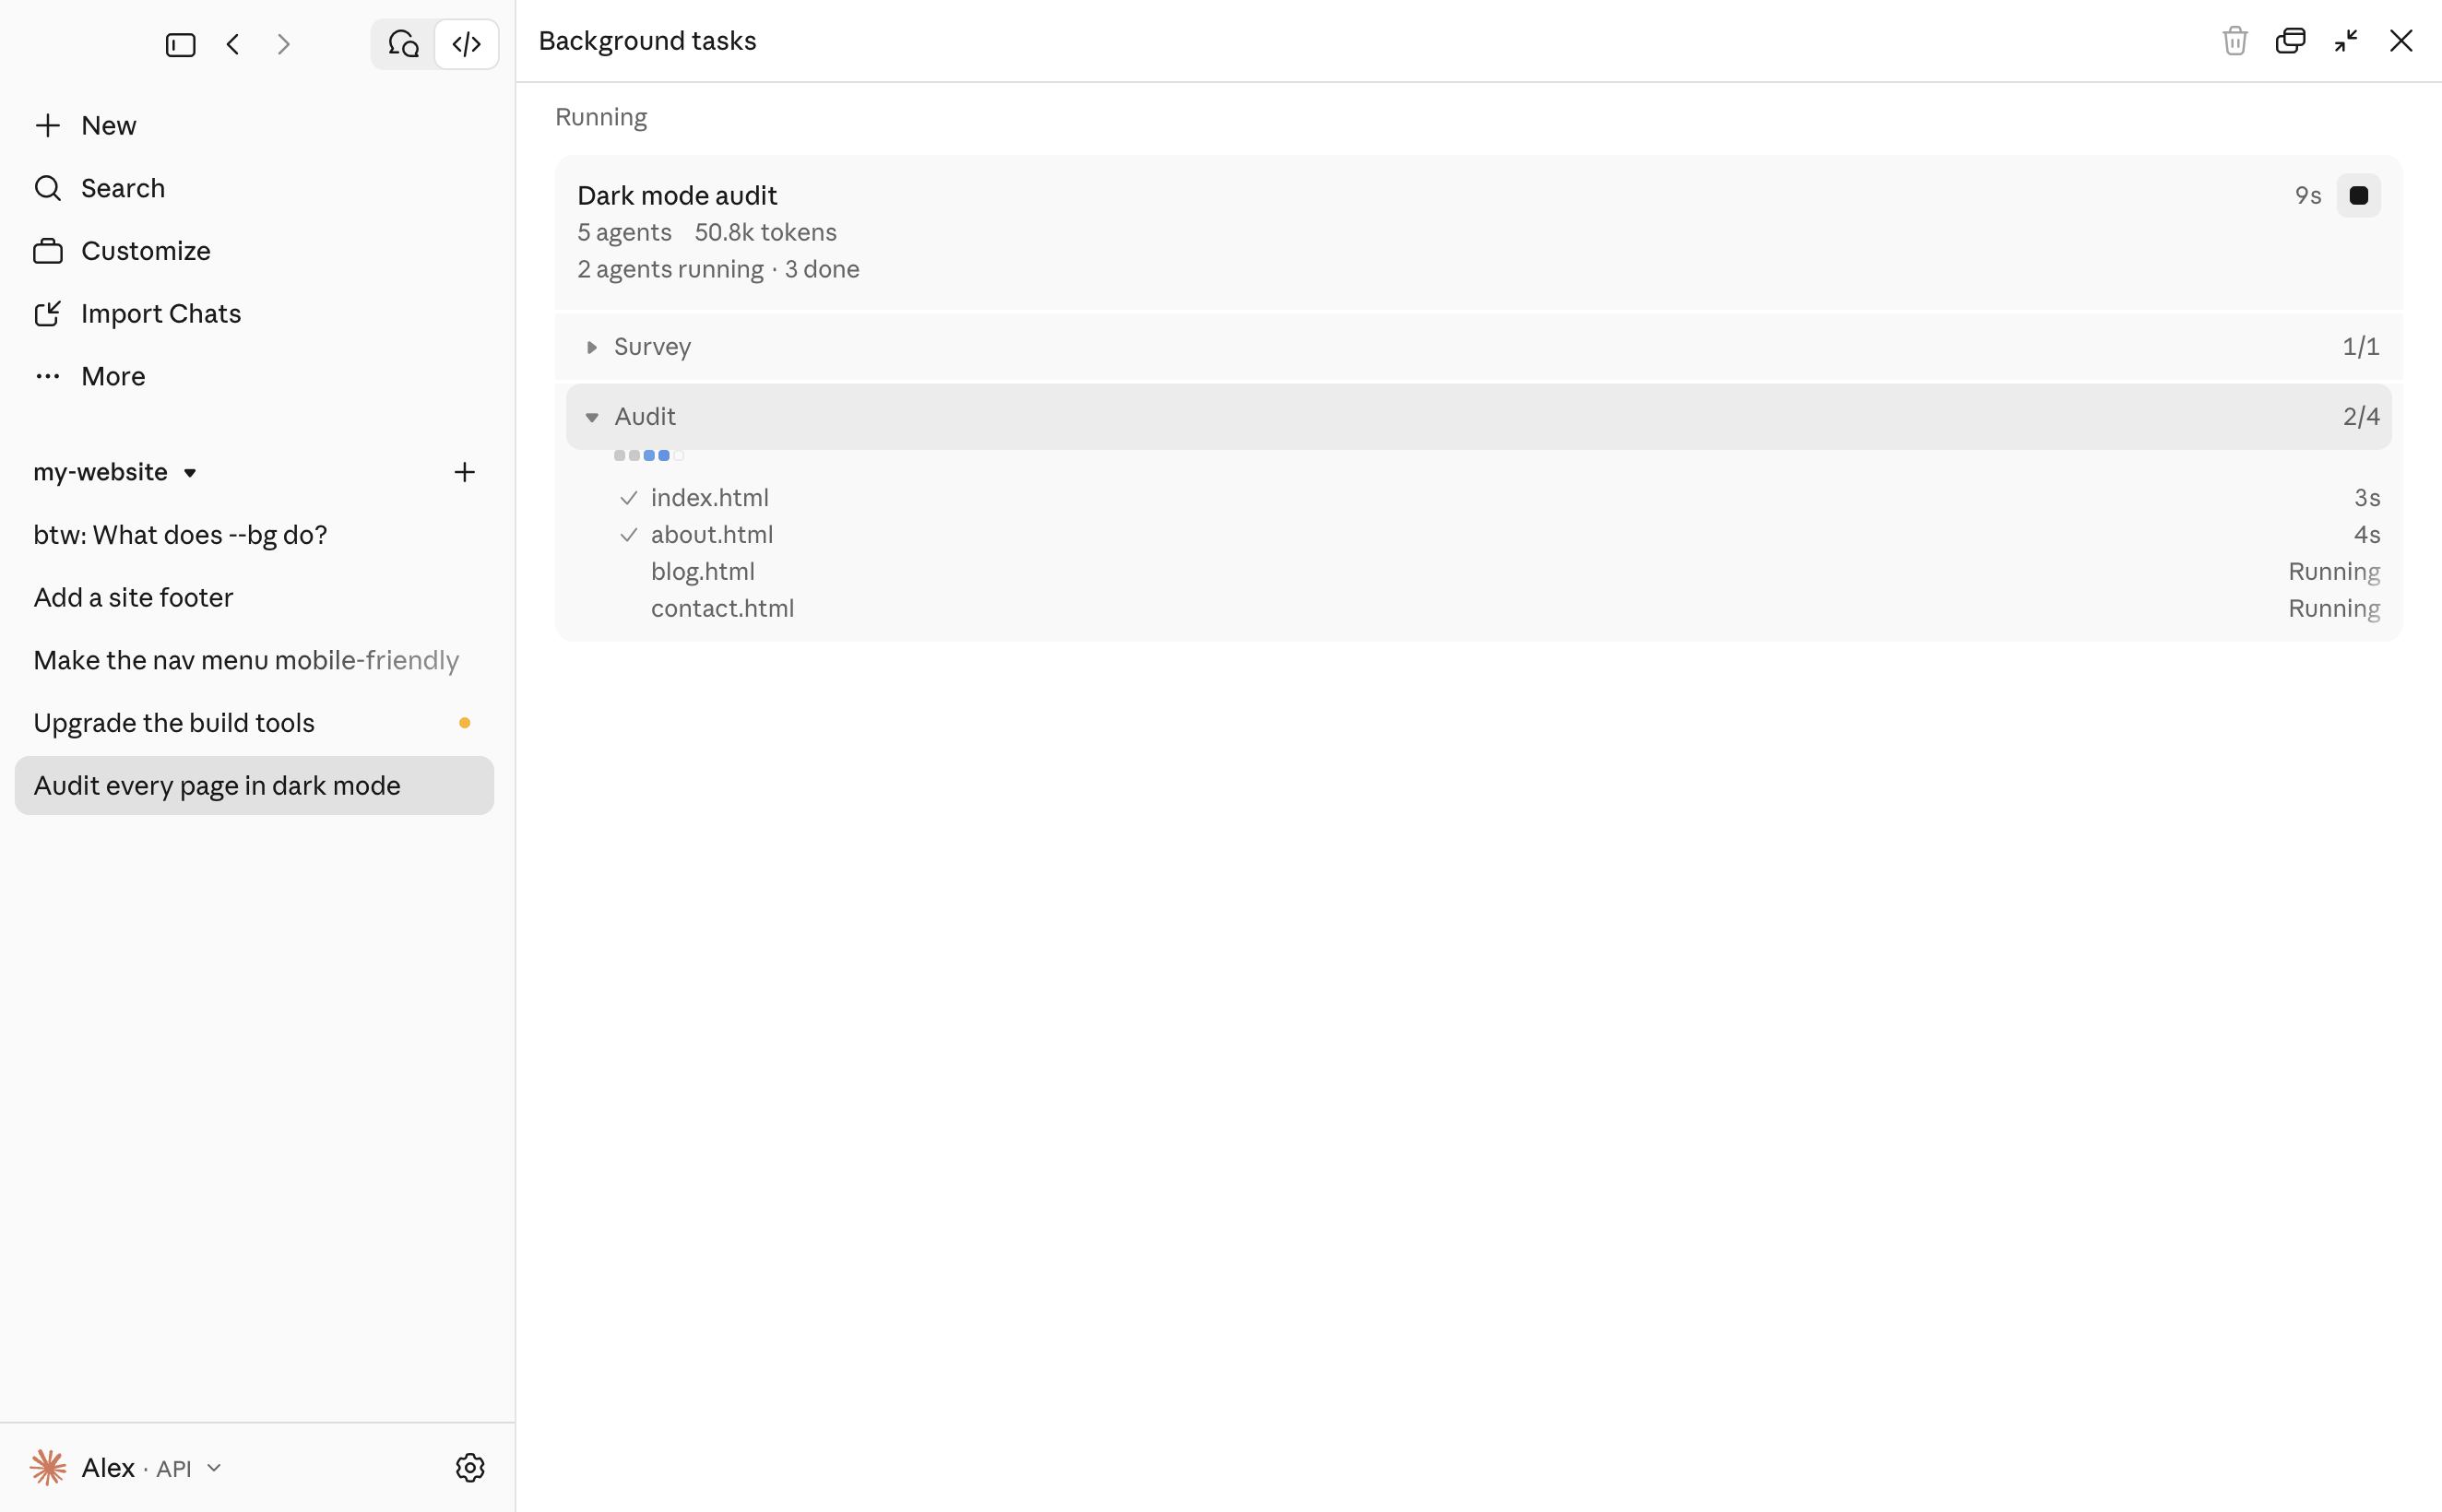 Background tasks
New
Search
Customize
Import Chats
More
my-website
btw: What does --bg do?
Add a site footer
Make the nav menu mobile-friendly
Upgrade the build tools
Audit every page in dark mode
Alex · API
Running
Dark mode audit
9s
5 agents 50.8k tokens
2 agents running · 3 done
Survey 1/1
Audit 2/4
index.html 3s
about.html 4s
blog.html Running
contact.html Running